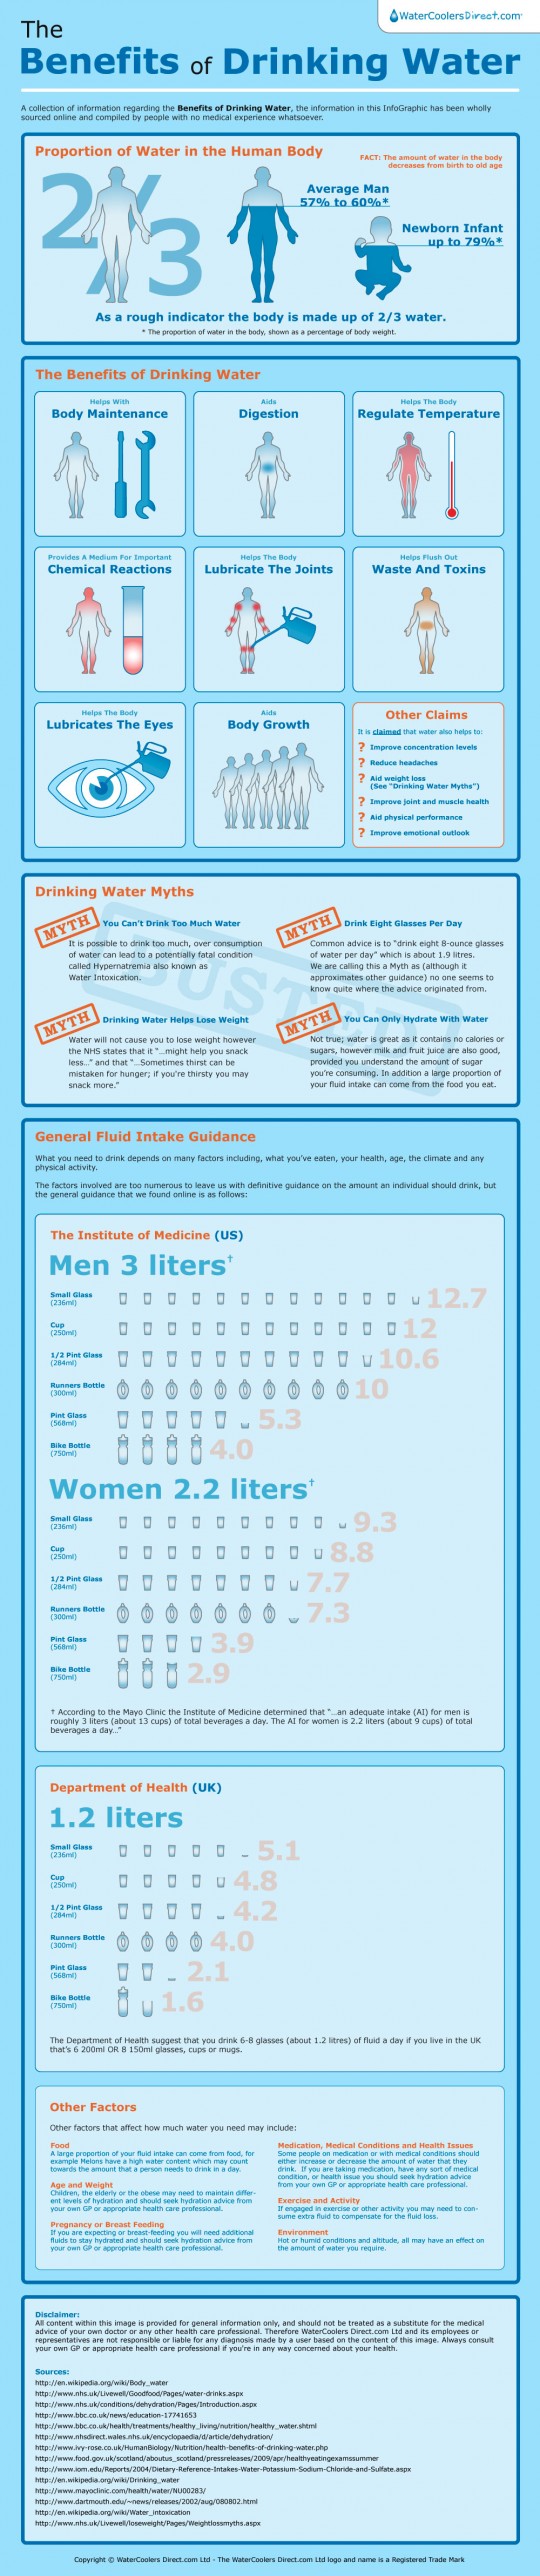 WaterCoolersDirect.com
The
Benefits of Drinking Water
A collection of information regarding the Benefits of Drinking Water, the information in this InfoGraphic has been wholly
sourced online and compiled by people with no medical experience whatsoever.
Proportion of Water in the Human Body
FACT: The amount of water in the body
decreases from birth to old age
2/3
Average Man
57% to 60%*
Newborn Infant
up to 79%*
As a rough indicator the body is made up of 2/3 water.
* The proportion of water in the body, shown as a percentage of body weight.
The Benefits of Drinking Water
Helps With
Body Maintenance
Aids
Digestion
Helps The Body
Regulate Temperature
Provides A Medium For Important
Chemical Reactions
Helps The Body
Lubricate The Joints
Helps Flush Out
Waste And Toxins
Helps The Body
Lubricates The Eyes
Aids
Body Growth
Other Claims
It is claimed that water also helps to:
? Improve concentration levels
? Reduce headaches
? Aid weight loss
(See "Drinking Water Myths")
? Improve joint and muscle health
? Aid physical performance
? Improve emotional outlook
Drinking Water Myths
BUSTED
MYTH
You Can't Drink Too Much Water
It is possible to drink too much, over consumption
of water can lead to a potentially fatal condition
called Hypernatremia also known as
Water Intoxication.
MYTH
Drink Eight Glasses Per Day
Common advice is to "drink eight 8-ounce glasses
of water per day" which is about 1.9 litres.
We are calling this a Myth as (although it
approximates other guidance) no one seems to
know quite where the advice originated from.
MYTH
Drinking Water Helps Lose Weight
Water will not cause you to lose weight however
the NHS states that it "...might help you snack
less..." and that "...Sometimes thirst can be
mistaken for hunger; if you're thirsty you may
snack more."
MYTH
You Can Only Hydrate With Water
Not true; water is great as it contains no calories or
sugars, however milk and fruit juice are also good,
provided you understand the amount of sugar
you're consuming. In addition a large proportion of
your fluid intake can come from the food you eat.
General Fluid Intake Guidance
What you need to drink depends on many factors including, what you've eaten, your health, age, the climate and any
physical activity.
The factors involved are too numerous to leave us with definitive guidance on the amount an individual should drink, but
the general guidance that we found online is as follows:
The Institute of Medicine (US)
Men 3 liters†
Small Glass
(236ml)
12.7
Cup
(250ml)
12
1/2 Pint Glass
(284ml)
10.6
Runners Bottle
(300ml)
10
Pint Glass
(568ml)
5.3
Bike Bottle
(750ml)
4.0
Women 2.2 liters†
Small Glass
(236ml)
9.3
Cup
(250ml)
8.8
1/2 Pint Glass
(284ml)
7.7
Runners Bottle
(300ml)
7.3
Pint Glass
(568ml)
3.9
Bike Bottle
(750ml)
2.9
† According to the Mayo Clinic the Institute of Medicine determined that "...an adequate intake (AI) for men is
roughly 3 liters (about 13 cups) of total beverages a day. The AI for women is 2.2 liters (about 9 cups) of total
beverages a day..."
Department of Health (UK)
1.2 liters
Small Glass
(236ml)
5.1
Cup
(250ml)
4.8
1/2 Pint Glass
(284ml)
4.2
Runners Bottle
(300ml)
4.0
Pint Glass
(568ml)
2.1
Bike Bottle
(750ml)
1.6
The Department of Health suggest that you drink 6-8 glasses (about 1.2 litres) of fluid a day if you live in the UK
that's 6 200ml OR 8 150ml glasses, cups or mugs.
Other Factors
Other factors that affect how much water you need may include:
Food
A large proportion of your fluid intake can come from food, for
example Melons have a high water content which may count
towards the amount that a person needs to drink in a day.
Age and Weight
Children, the elderly or the obese may need to maintain differ-
ent levels of hydration and should seek hydration advice from
your own GP or appropriate health care professional.
Pregnancy or Breast Feeding
If you are expecting or breast-feeding you will need additional
fluids to stay hydrated and should seek hydration advice from
your own GP or appropriate health care professional.
Medication, Medical Conditions and Health Issues
Some people on medication or with medical conditions should
either increase or decrease the amount of water that they
drink. If you are taking medication, have any sort of medical
condition, or health issue you should seek hydration advice
from your own GP or appropriate health care professional.
Exercise and Activity
If engaged in exercise or other activity you may need to con-
sume extra fluid to compensate for the fluid loss.
Environment
Hot or humid conditions and altitude, all may have an effect on
the amount of water you require.
Disclaimer:
All content within this image is provided for general information only, and should not be treated as a substitute for the medical
advice of your own doctor or any other health care professional. Therefore WaterCoolers Direct.com Ltd and its employees or
representatives are not responsible or liable for any diagnosis made by a user based on the content of this image. Always consult
your own GP or appropriate health care professional if you're in any way concerned about your health.
Sources:
http://en.wikipedia.org/wiki/Body_water
http://www.nhs.uk/Livewell/Goodfood/Pages/water-drinks.aspx
http://www.nhs.uk/conditions/dehydration/Pages/Introduction.aspx
http://www.bbc.co.uk/news/education-17741653
http://www.bbc.co.uk/health/treatments/healthy_living/nutrition/healthy_water.shtml
http://www.nhsdirect.wales.nhs.uk/encyclopaedia/d/article/dehydration/
http://www.ivy-rose.co.uk/HumanBiology/Nutrition/health-benefits-of-drinking-water.php
http://www.food.gov.uk/scotland/aboutus_scotland/pressreleases/2009/apr/healthyeatingexamssummer
http://www.iom.edu/Reports/2004/Dietary-Reference-Intakes-Water-Potassium-Sodium-Chloride-and-Sulfate.aspx
http://en.wikipedia.org/wiki/Drinking_water
http://www.mayoclinic.com/health/water/NU00283/
http://www.dartmouth.edu/~news/releases/2002/aug/080802.html
http://en.wikipedia.org/wiki/Water_intoxication
http://www.nhs.uk/Livewell/loseweight/Pages/Weightlossmyths.aspx
Copyright © WaterCoolers Direct.com Ltd - The WaterCoolers Direct.com Ltd logo and name is a Registered Trade Mark